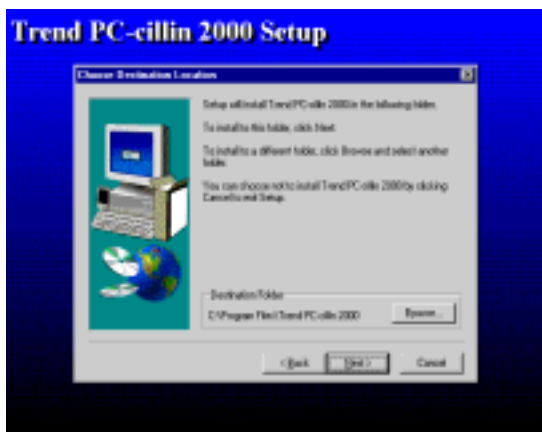 Trend PC-cillin 2000 Setup
Choose Destination Location
Setup will install Trend PC-cillin 2000 in the following folder.
To install to this folder, click Next.
To install to a different folder, click Browse and select another
folder.
You can choose not to install Trend PC-cillin 2000 by clicking
Cancel to exit Setup.
Destination Folder
C:\Program Files\Trend PC-cillin 2000
Browse...
< Back
Next >
Cancel